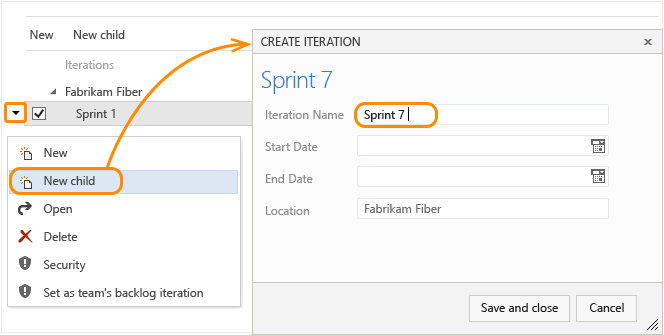 New New child
Iterations
Fabrikam Fiber
Sprint 1
New
New child
Open
Delete
Security
Set as team's backlog iteration
CREATE ITERATION
Sprint 7
Iteration Name Sprint 7
Start Date
End Date
Location Fabrikam Fiber
Save and close Cancel